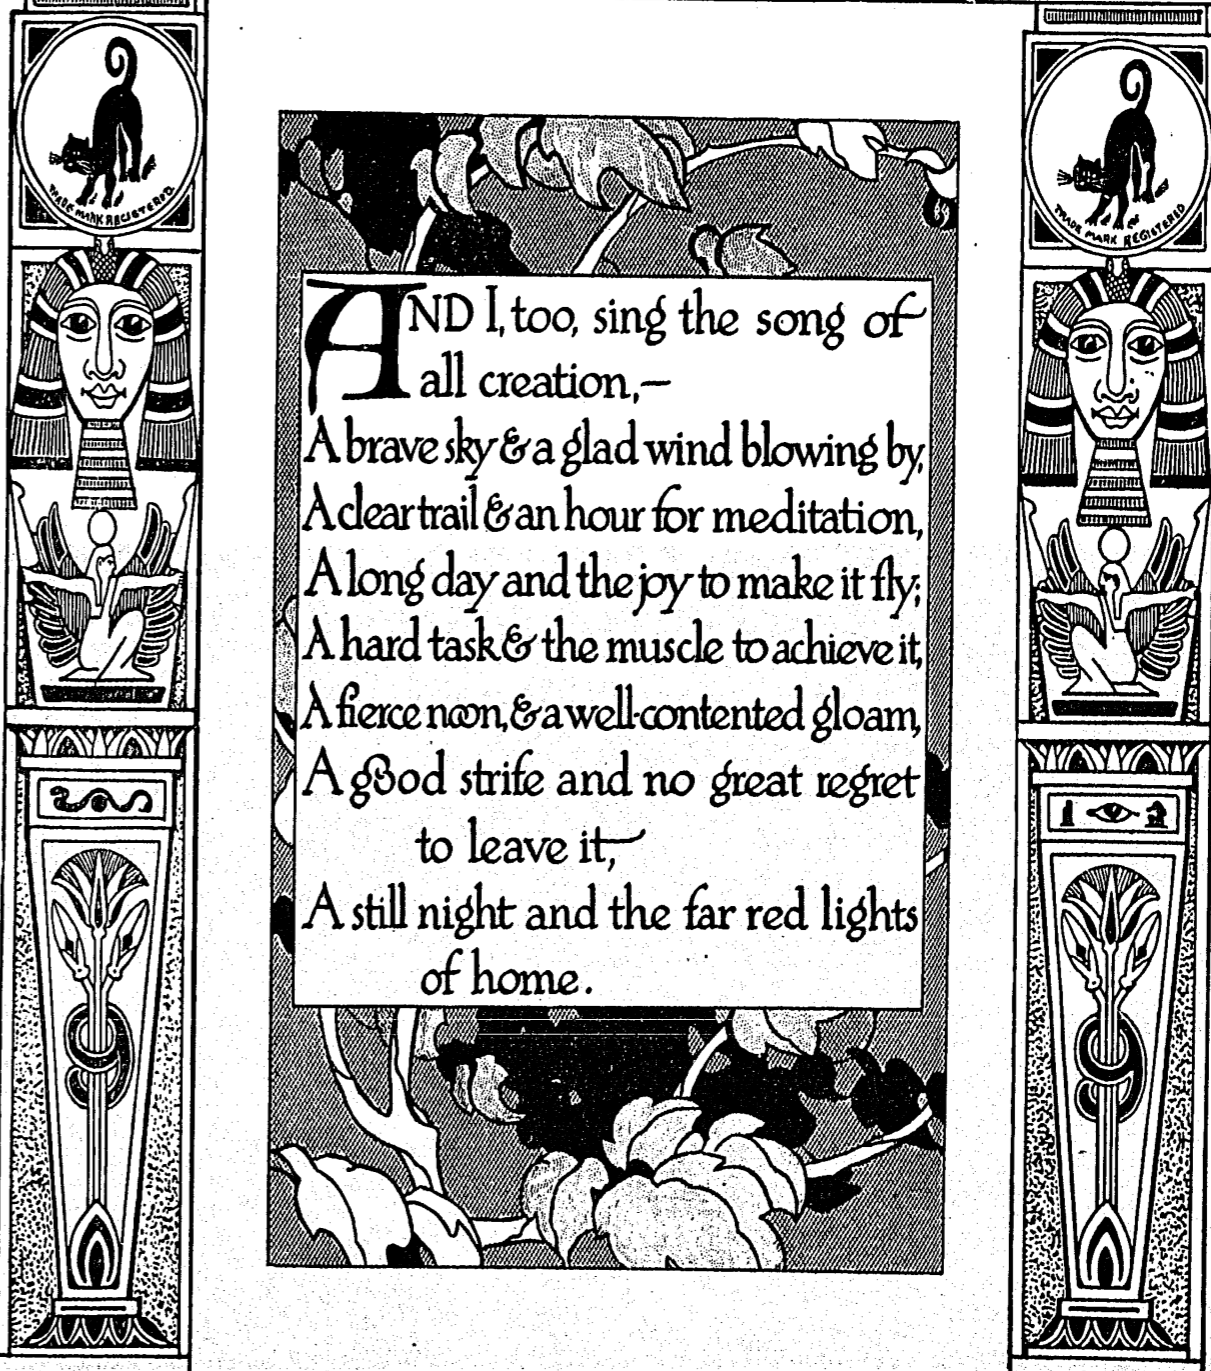 TRADE MARK REGISTERED
TRADE MARK REGISTERED
AND I, too, sing the song of
all creation,—
A brave sky & a glad wind blowing by,
A clear trail & an hour for meditation,
A long day and the joy to make it fly;
A hard task & the muscle to achieve it,
A fierce noon, & a well-contented gloam,
A good strife and no great regret
to leave it,
A still night and the far red lights
of home.